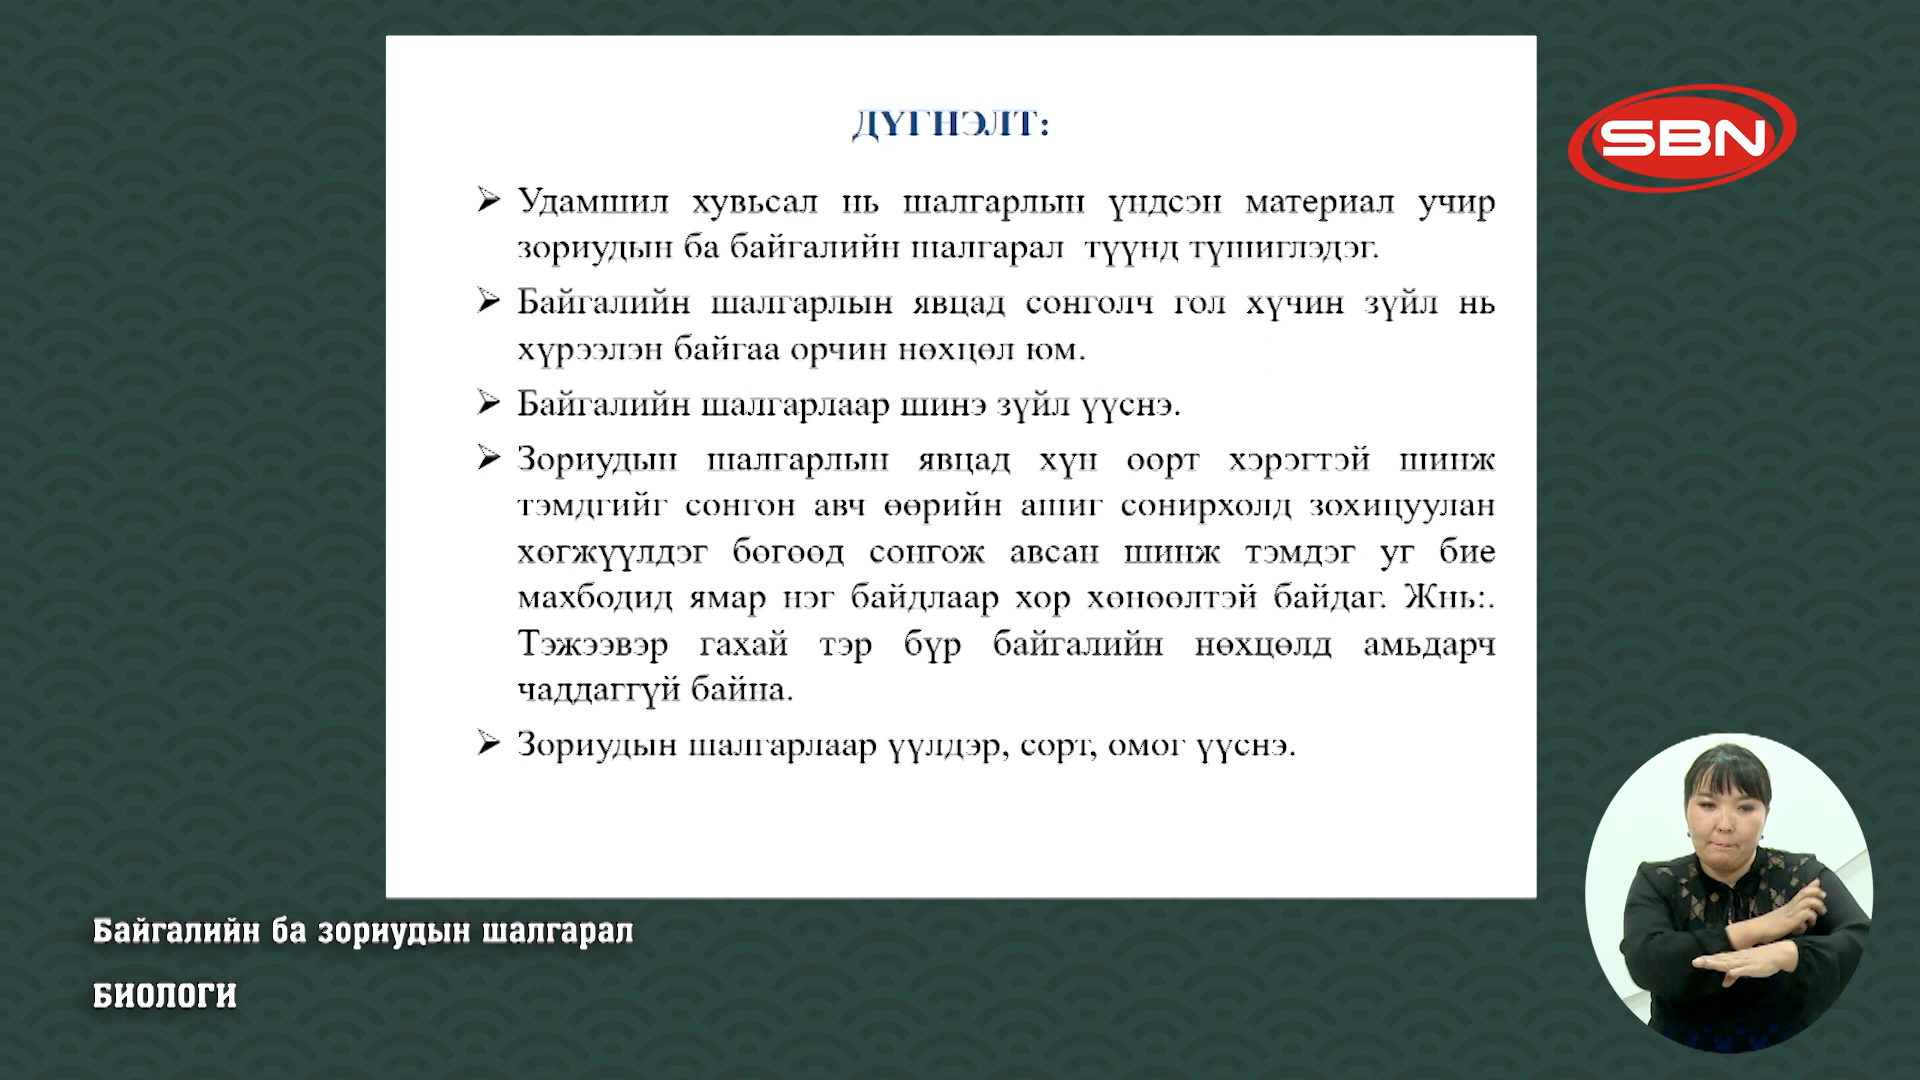 ДҮГНЭЛТ:
➢ Удамшил хувьсал нь шалгарлын үндсэн материал учир
зориудын ба байгалийн шалгарал түүнд түшиглэдэг.
➢ Байгалийн шалгарлын явцад сонголч гол хүчин зүйл нь
хүрээлэн байгаа орчин нөхцөл юм.
➢ Байгалийн шалгарлаар шинэ зүйл үүснэ.
➢ Зориудын шалгарлын явцад хүн оорт хэрэгтэй шинж
тэмдгийг сонгон авч өөрийн ашиг сонирхолд зохицуулан
хөгжүүлдэг бөгөөд сонгож авсан шинж тэмдэг уг бие
махбодид ямар нэг байдлаар хор хөнөөлтэй байдаг. Жнь:.
Тэжээвэр гахай тэр бүр байгалийн нөхцөлд амьдарч
чаддаггүй байна.
➢ Зориудын шалгарлаар үүлдэр, сорт, омог үүснэ.
SBN
Байгалийн ба зориудын шалгарал
БИОЛОГИ